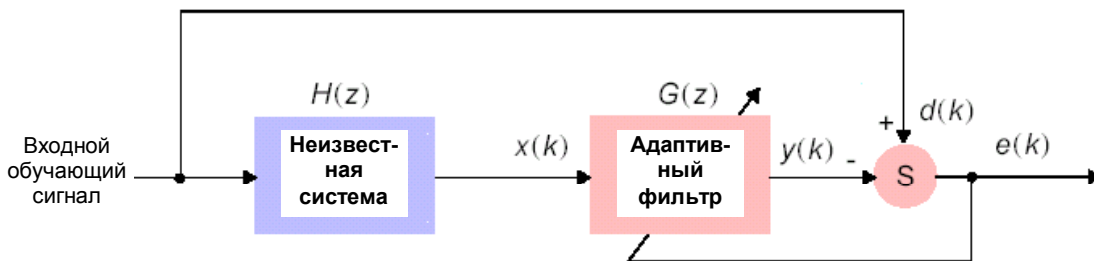 Входной
обучающий
сигнал
H(z)
Неизвест-
ная
система
x(k)
G(z)
Адаптив-
ный
фильтр
y(k)
-
+
d(k)
S
e(k)